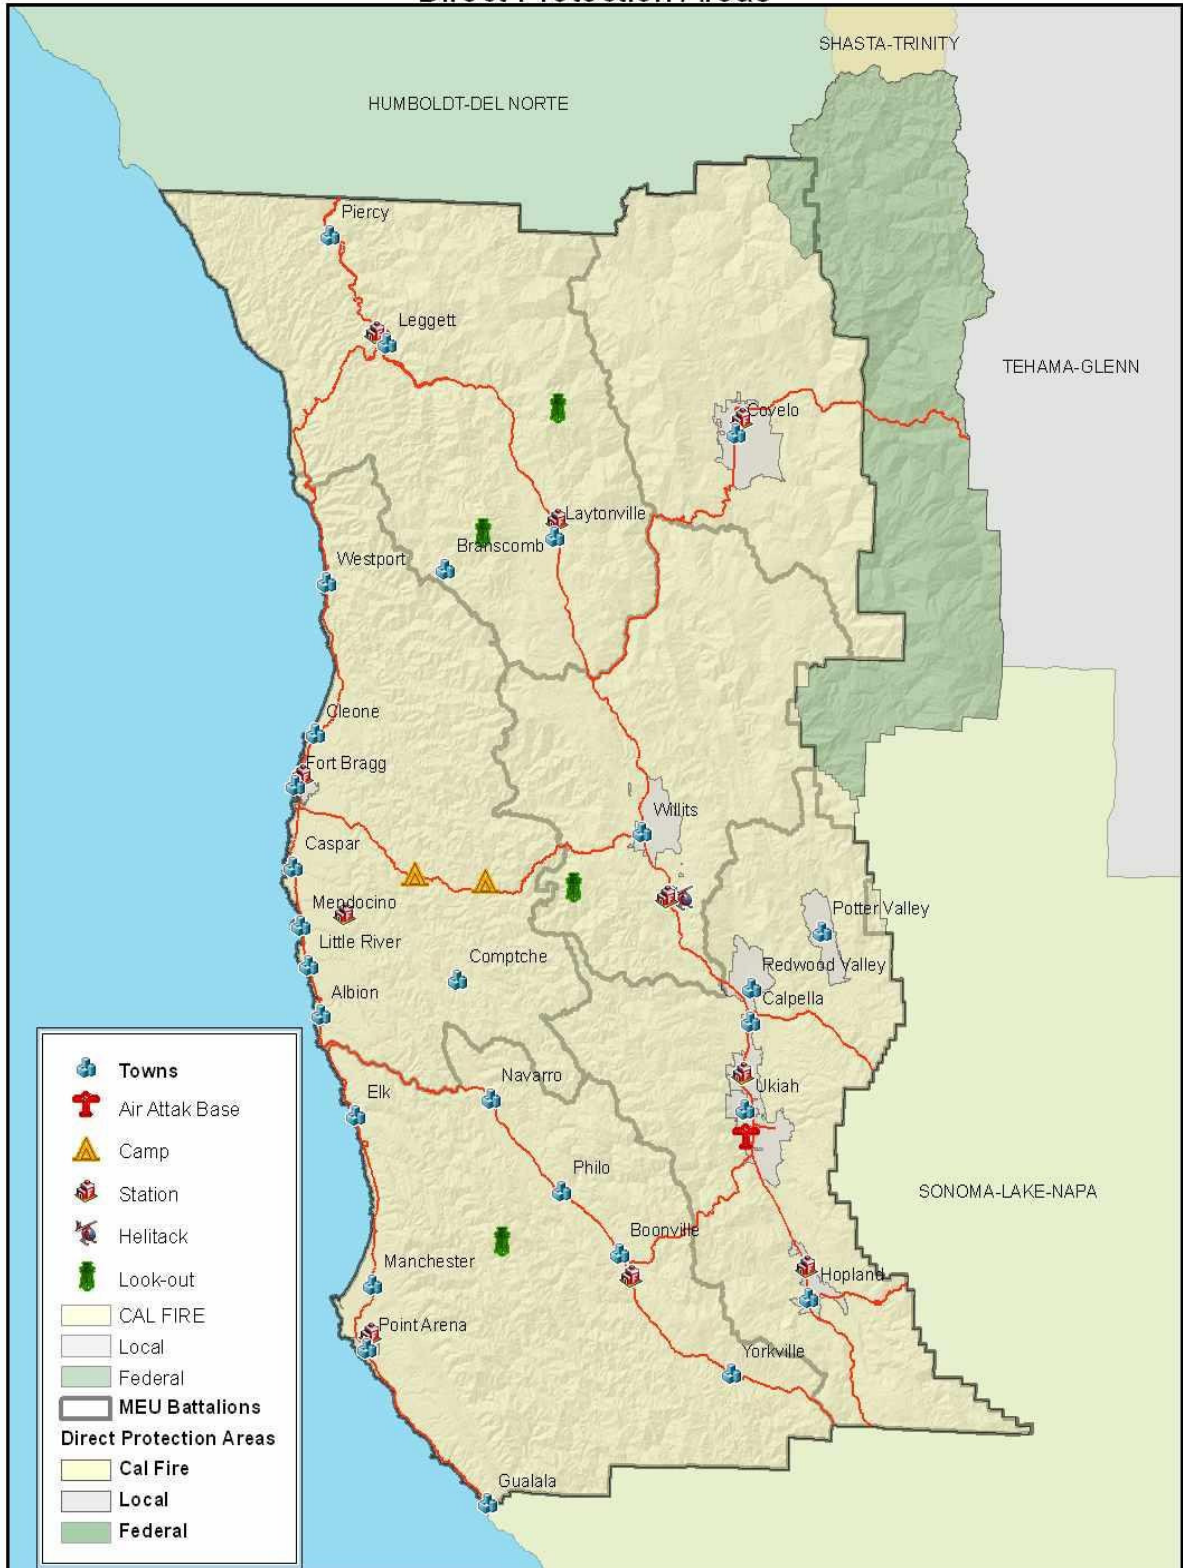 Direct Protection Areas
SHASTA-TRINITY
HUMBOLDT-DEL NORTE
Piercy
Leggett
TEHAMA-GLENN
Covelo
Laytonville
Branscomb
Westport
Cleone
Fort Bragg
Willits
Caspar
Mendocino
Potter Valley
Little River
Comptche
Redwood Valley
Albion
Calpella
Navarro
Ukiah
Elk
Philo
SONOMA-LAKE-NAPA
Boonville
Manchester
Hopland
Point Arena
Yorkville
Gualala
Towns
Air Attak Base
Camp
Station
Helitack
Look-out
CAL FIRE
Local
Federal
MEU Battalions
Direct Protection Areas
Cal Fire
Local
Federal